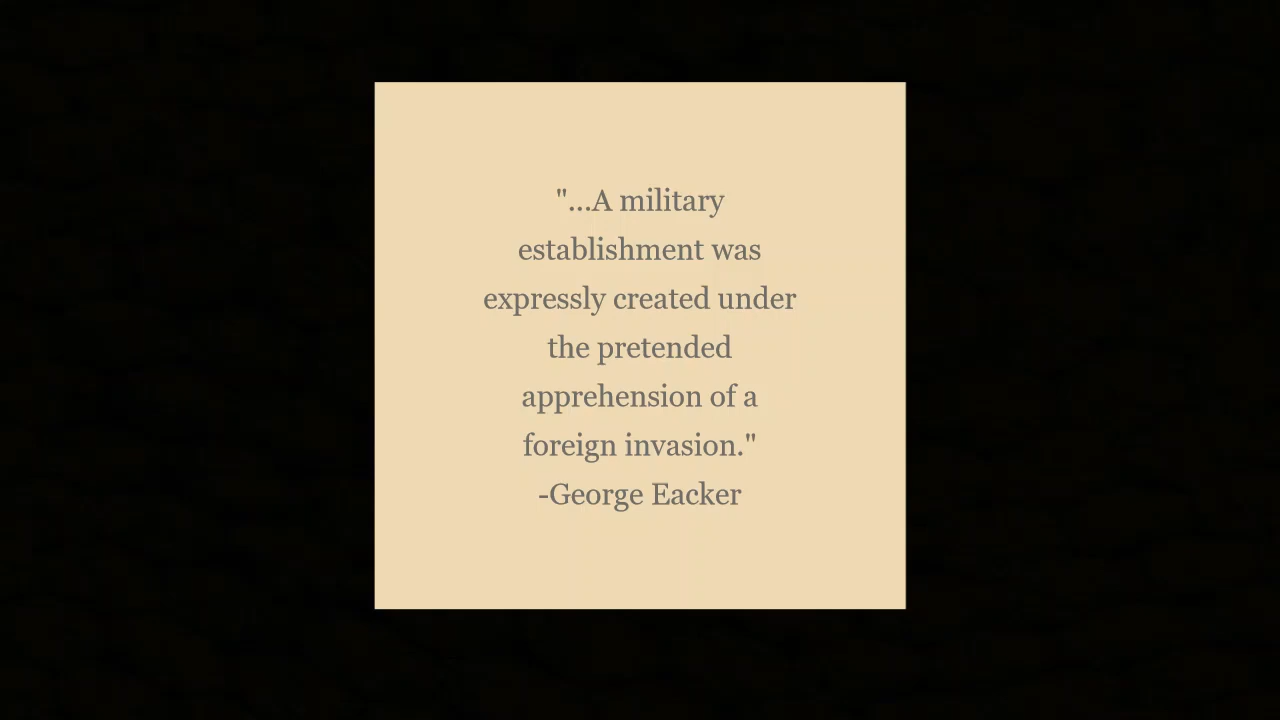 "...A military
establishment was
expressly created under
the pretended
apprehension of a
foreign invasion."
-George Eacker